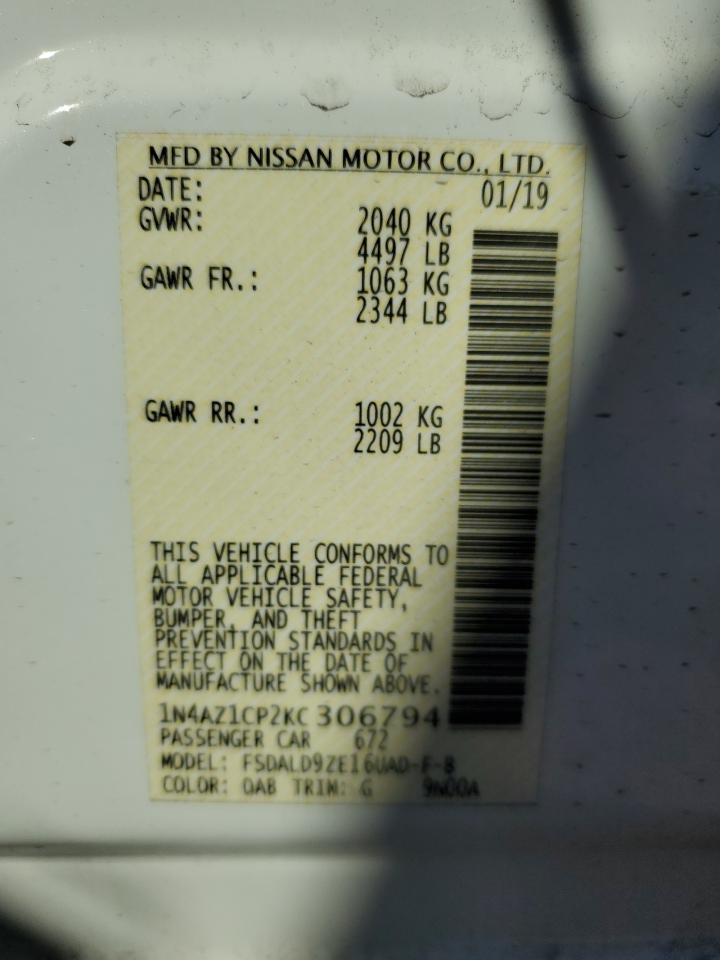 MFD BY NISSAN MOTOR CO., LTD.
DATE: 01/19
GVWR: 2040 KG
4497 LB
GAWR FR.: 1063 KG
2344 LB
GAWR RR.: 1002 KG
2209 LB
THIS VEHICLE CONFORMS TO
ALL APPLICABLE FEDERAL
MOTOR VEHICLE SAFETY,
BUMPER, AND THEFT
PREVENTION STANDARDS IN
EFFECT ON THE DATE OF
MANUFACTURE SHOWN ABOVE.
1N4AZ1CP2KC 306794
PASSENGER CAR 672
MODEL: FSDALD9ZE16UAD-F-B
COLOR: QAB TRIM: G 9N00A